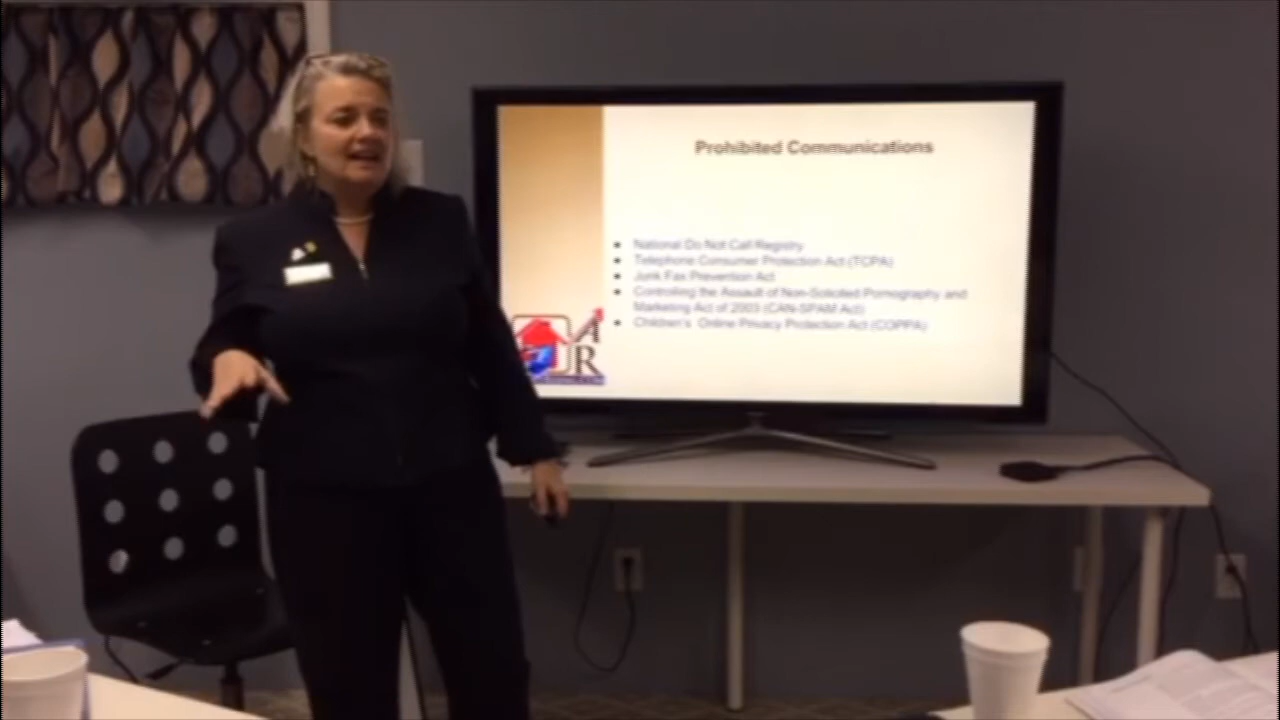 Prohibited Communications
● National Do Not Call Registry
● Telephone Consumer Protection Act (TCPA)
● Junk Fax Prevention Act
● Controlling the Assault of Non-Solicited Pornography and
Marketing Act of 2003 (CAN-SPAM Act)
● Children's Online Privacy Protection Act (COPPA)
A 3
R